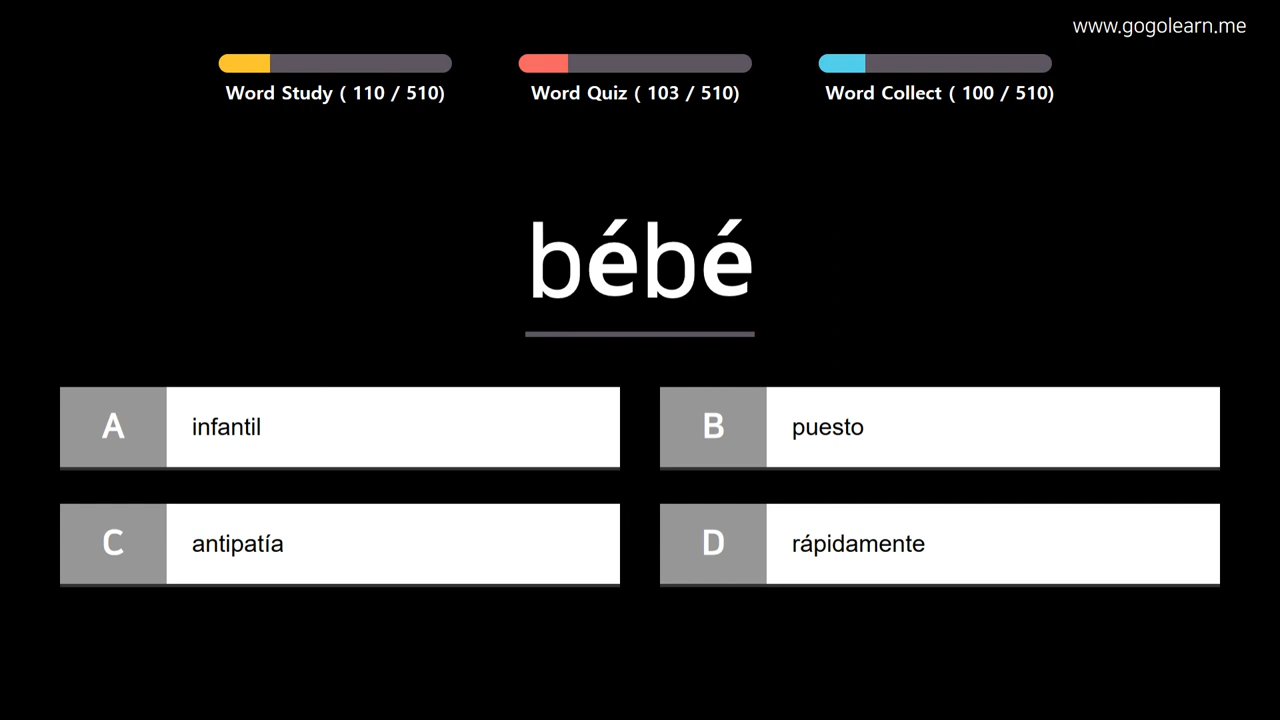 www.gogolearn.me
Word Study ( 110 / 510)
Word Quiz ( 103 / 510)
Word Collect ( 100 / 510)
bébé
A infantil
B puesto
C antipatía
D rápidamente